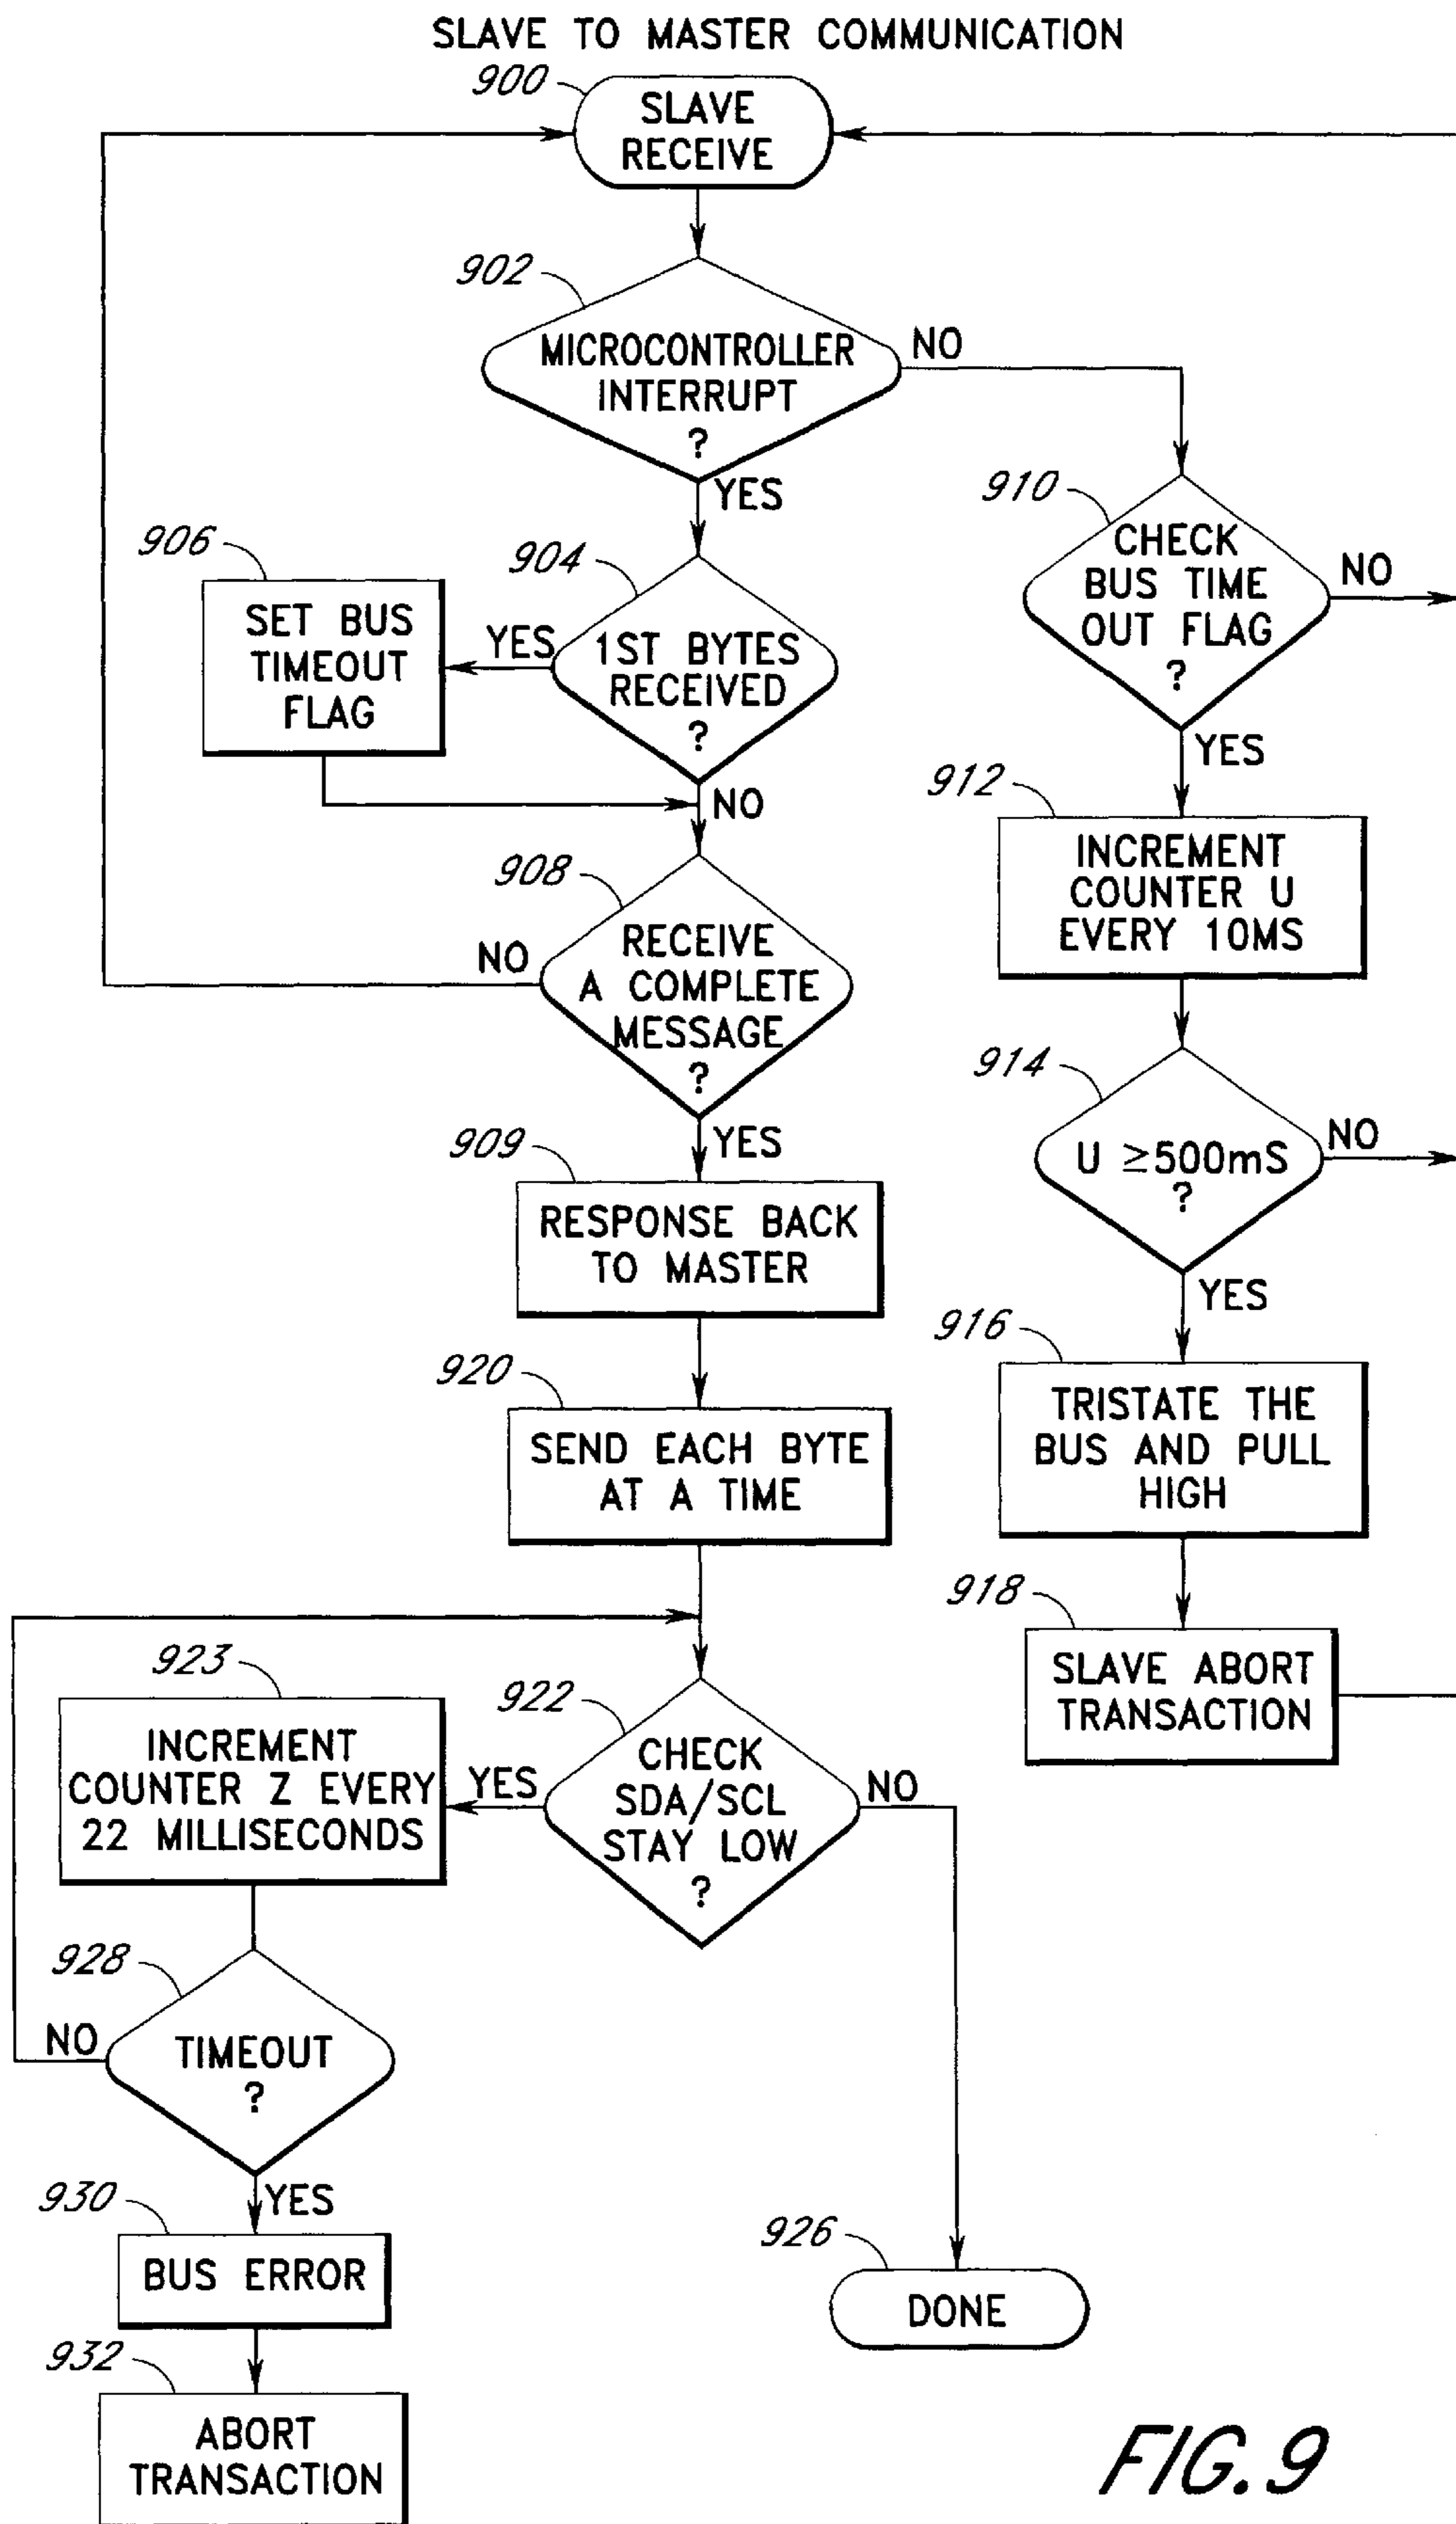 SLAVE TO MASTER COMMUNICATION
900
SLAVE
RECEIVE
902
MICROCONTROLLER
INTERRUPT
?
NO
YES
904
1ST BYTES
RECEIVED
?
YES
906
SET BUS
TIMEOUT
FLAG
NO
908
RECEIVE
A COMPLETE
MESSAGE
?
NO
YES
909
RESPONSE BACK
TO MASTER
920
SEND EACH BYTE
AT A TIME
922
CHECK
SDA/SCL
STAY LOW
?
YES
NO
923
INCREMENT
COUNTER Z EVERY
22 MILLISECONDS
928
TIMEOUT
?
NO
YES
930
BUS ERROR
932
ABORT
TRANSACTION
926
DONE
910
CHECK
BUS TIME
OUT FLAG
?
NO
YES
912
INCREMENT
COUNTER U
EVERY 10MS
914
U ≥500mS
?
NO
YES
916
TRISTATE THE
BUS AND PULL
HIGH
918
SLAVE ABORT
TRANSACTION
FIG. 9